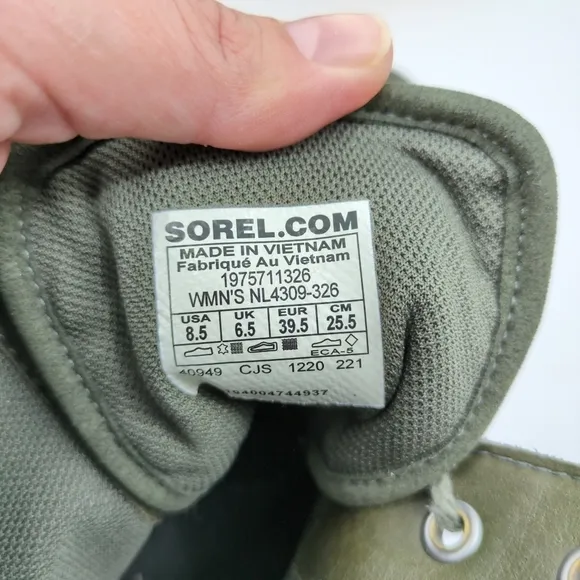 SOREL.COM
MADE IN VIETNAM
Fabriqué Au Vietnam
1975711326
WMN'S NL4309-326
USA UK EUR CM
8.5 6.5 39.5 25.5
ECA-5
40949 CJS 1220 221